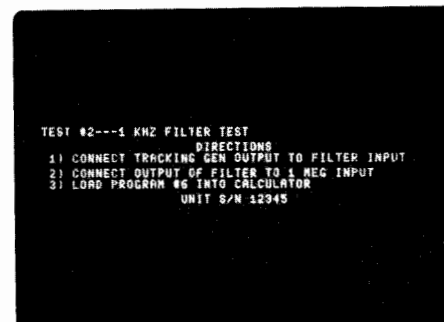 TEST #2---1 KHZ FILTER TEST
DIRECTIONS
1) CONNECT TRACKING GEN OUTPUT TO FILTER INPUT
2) CONNECT OUTPUT OF FILTER TO 1 MEG INPUT
3) LOAD PROGRAM #6 INTO CALCULATOR
UNIT S/N 12345